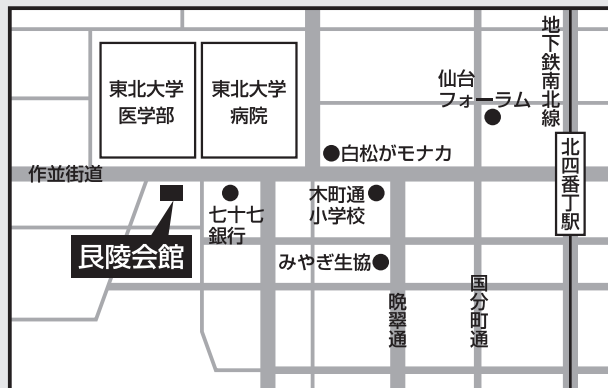 東北大学
医学部
東北大学
病院
仙台
フォーラム
地下鉄南北線
白松がモナカ
北四番丁駅
作並街道
七十七
銀行
木町通
小学校
艮陵会館
みやぎ生協
晩翠通
国分町通